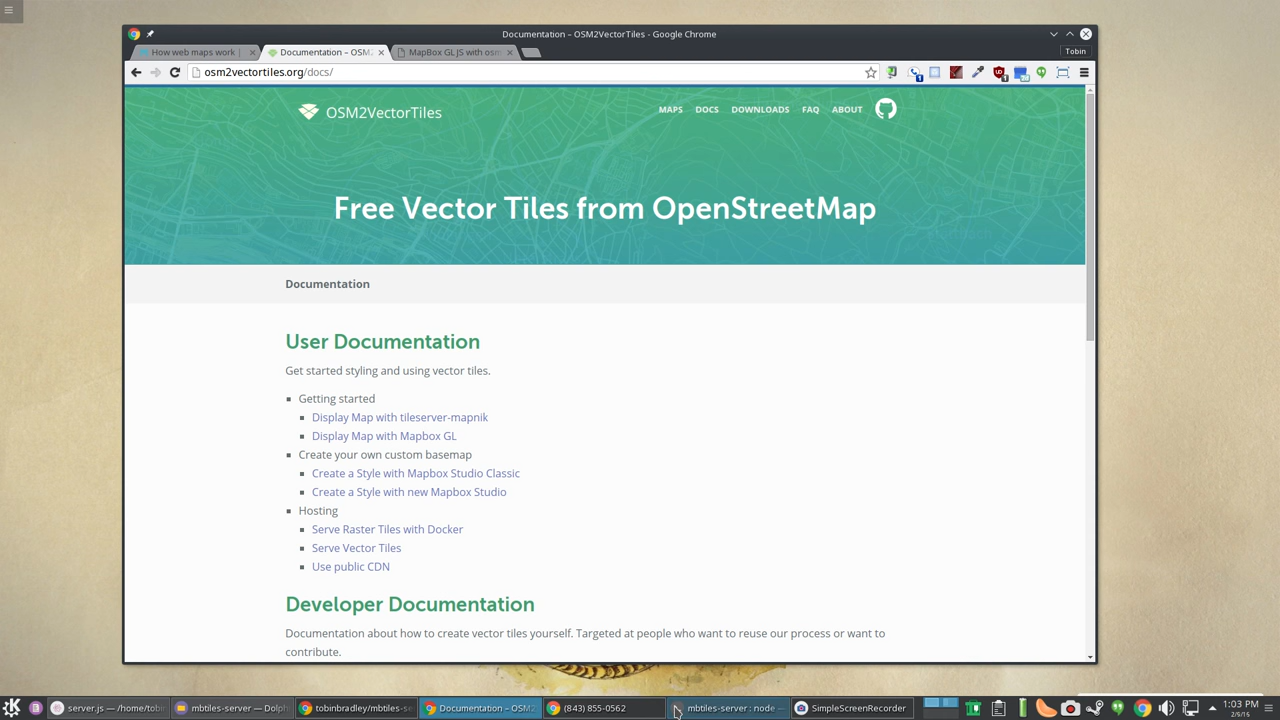 Documentation – OSM2VectorTiles - Google Chrome
How web maps work |
Documentation – OSM2
MapBox GL JS with osm
Tobin
osm2vectortiles.org/docs/
OSM2VectorTiles
MAPS DOCS DOWNLOADS FAQ ABOUT
Free Vector Tiles from OpenStreetMap
Documentation
User Documentation
Get started styling and using vector tiles.
Getting started
Display Map with tileserver-mapnik
Display Map with Mapbox GL
Create your own custom basemap
Create a Style with Mapbox Studio Classic
Create a Style with new Mapbox Studio
Hosting
Serve Raster Tiles with Docker
Serve Vector Tiles
Use public CDN
Developer Documentation
Documentation about how to create vector tiles yourself. Targeted at people who want to reuse our process or want to
contribute.
server.js — /home/tobin
mbtiles-server — Dolph
tobinbradley/mbtiles-se
Documentation – OSM2
(843) 855-0562
mbtiles-server : node —
SimpleScreenRecorder
1:03 PM